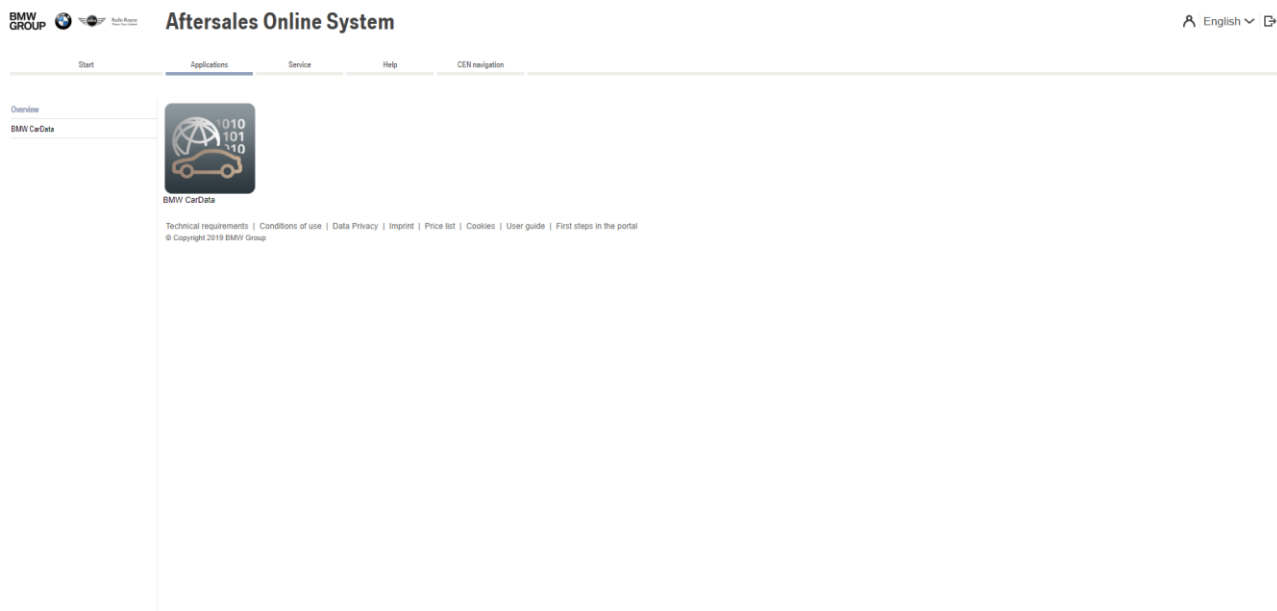 BMW
GROUP
Aftersales Online System
English
Start
Applications
Service
Help
CEN navigation
Overview
BMW CarData
1010
101
010
BMW CarData
Technical requirements | Conditions of use | Data Privacy | Imprint | Price list | Cookies | User guide | First steps in the portal
© Copyright 2019 BMW Group